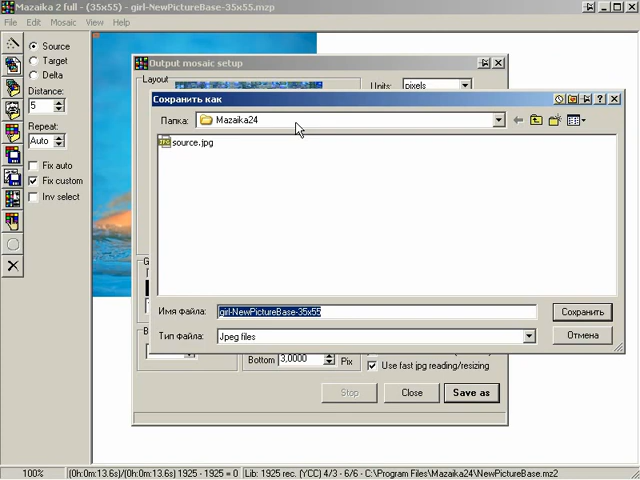 Mazaika 2 full - (35x55) - girl-NewPictureBase-35x55.mzp
File Edit Mosaic View Help
Source
Target
Delta
Distance:
5
Repeat:
Auto
Fix auto
Fix custom
Inv select
Output mosaic setup
Layout
Units: pixels
Сохранить как
Папка: Mazaika24
source.jpg
Имя файла: girl-NewPictureBase-35x55
Сохранить
Тип файла: Jpeg files
Отмена
Bottom 3,0000 Pix
Use fast jpg reading/resizing
Stop Close Save as
100% (0h:0m:13.6s)/(0h:0m:13.6s) 1925 - 1925 = 0 Lib: 1925 rec. (YCC) 4/3 - 6/6 - C:\Program Files\Mazaika24\NewPictureBase.mz2